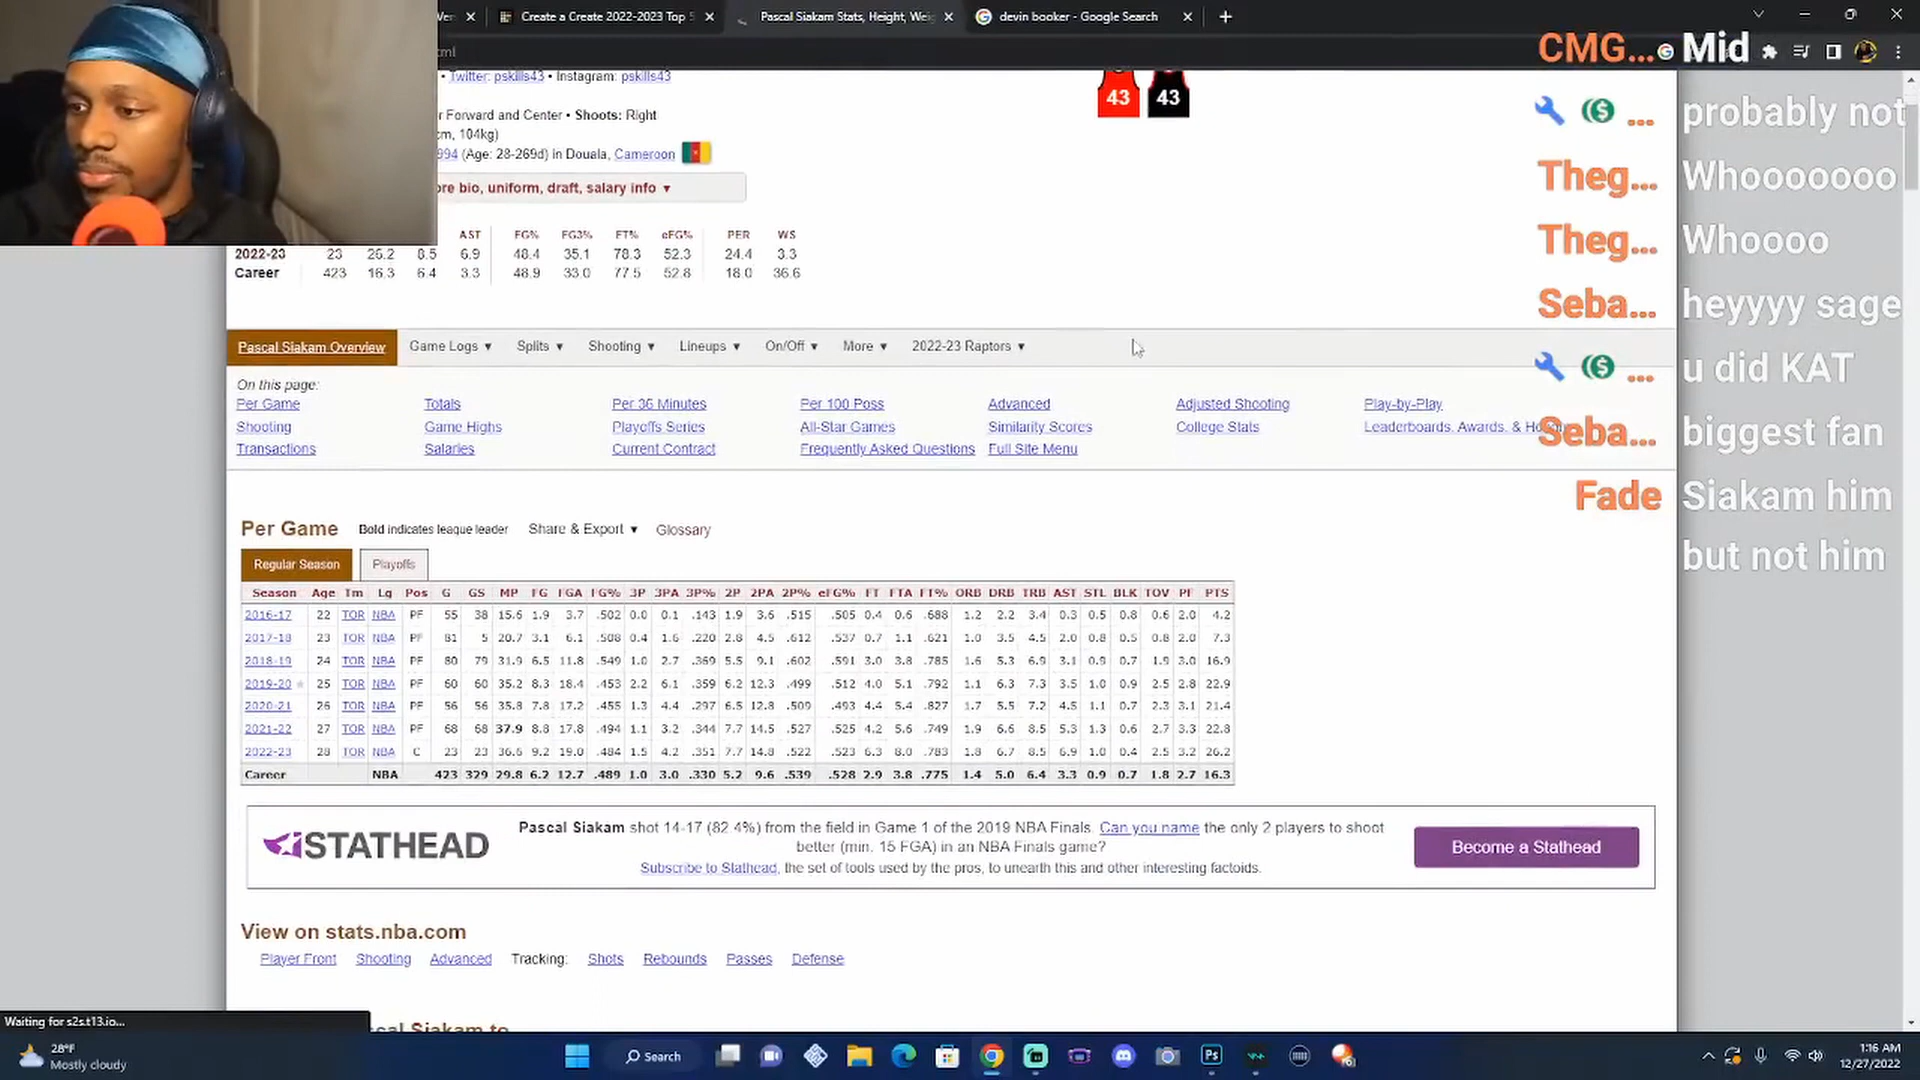 Create a Create 2022-2023 Top
Pascal Siakam Stats, Height, Wei
devin booker - Google Search
html
CMG... Mid
Twitter: pskills43 • Instagram: pskills43
43 43
probably not
r Forward and Center • Shoots: Right
cm, 104kg)
994 (Age: 28-269d) in Douala, Cameroon
Theg... Whooooooo
ore bio, uniform, draft, salary info ▼
Theg... Whoooo
AST FG% FG3% FT% eFG% PER WS
2022-23 23 26.2 8.5 6.9 48.4 35.1 78.3 52.3 24.4 3.3
Career 423 16.3 6.4 3.3 48.9 33.0 77.5 52.8 18.0 36.6
Seba... heyyyy sage
Pascal Siakam Overview Game Logs ▼ Splits ▼ Shooting ▼ Lineups ▼ On/Off ▼ More ▼ 2022-23 Raptors ▼
... u did KAT
On this page:
Per Game Totals Per 36 Minutes Per 100 Poss Advanced Adjusted Shooting Play-by-Play
Shooting Game Highs Playoffs Series All-Star Games Similarity Scores College Stats Leaderboards, Awards, & Ho
Seba... biggest fan
Transactions Salaries Current Contract Frequently Asked Questions Full Site Menu
Fade Siakam him
but not him
Per Game Bold indicates league leader Share & Export ▼ Glossary
Regular Season Playoffs
Season Age Tm Lg Pos G GS MP FG FGA FG% 3P 3PA 3P% 2P 2PA 2P% eFG% FT FTA FT% ORB DRB TRB AST STL BLK TOV PF PTS
2016-17 22 TOR NBA PF 55 38 15.6 1.9 3.7 .502 0.0 0.1 .143 1.9 3.6 .515 .505 0.4 0.6 .688 1.2 2.2 3.4 0.3 0.5 0.8 0.6 2.0 4.2
2017-18 23 TOR NBA PF 81 5 20.7 3.1 6.1 .508 0.4 1.6 .220 2.8 4.5 .612 .537 0.7 1.1 .621 1.0 3.5 4.5 2.0 0.8 0.5 0.8 2.0 7.3
2018-19 24 TOR NBA PF 80 79 31.9 6.5 11.8 .549 1.0 2.7 .369 5.5 9.1 .602 .591 3.0 3.8 .785 1.6 5.3 6.9 3.1 0.9 0.7 1.9 3.0 16.9
2019-20 25 TOR NBA PF 60 60 35.2 8.3 18.4 .453 2.2 6.1 .359 6.2 12.3 .499 .512 4.0 5.1 .792 1.1 6.3 7.3 3.5 1.0 0.9 2.5 2.8 22.9
2020-21 26 TOR NBA PF 56 56 35.8 7.8 17.2 .455 1.3 4.4 .297 6.5 12.8 .509 .493 4.4 5.4 .827 1.7 5.5 7.2 4.5 1.1 0.7 2.3 3.1 21.4
2021-22 27 TOR NBA PF 68 68 37.9 8.8 17.8 .494 1.1 3.2 .344 7.7 14.5 .527 .525 4.2 5.6 .749 1.9 6.6 8.5 5.3 1.3 0.6 2.7 3.3 22.8
2022-23 28 TOR NBA C 23 23 36.6 9.2 19.0 .484 1.5 4.2 .351 7.7 14.8 .522 .523 6.3 8.0 .783 1.8 6.7 8.5 6.9 1.0 0.4 2.5 3.2 26.2
Career NBA 423 329 29.8 6.2 12.7 .489 1.0 3.0 .330 5.2 9.6 .539 .528 2.9 3.8 .775 1.4 5.0 6.4 3.3 0.9 0.7 1.8 2.7 16.3
STATHEAD
Pascal Siakam shot 14-17 (82.4%) from the field in Game 1 of the 2019 NBA Finals. Can you name the only 2 players to shoot
better (min. 15 FGA) in an NBA Finals game?
Subscribe to Stathead, the set of tools used by the pros, to unearth this and other interesting factoids.
Become a Stathead
View on stats.nba.com
Player Front Shooting Advanced Tracking: Shots Rebounds Passes Defense
Waiting for s2s.t13.io...
cal Siakam to
28°F
Mostly cloudy
Search
1:16 AM
12/27/2022